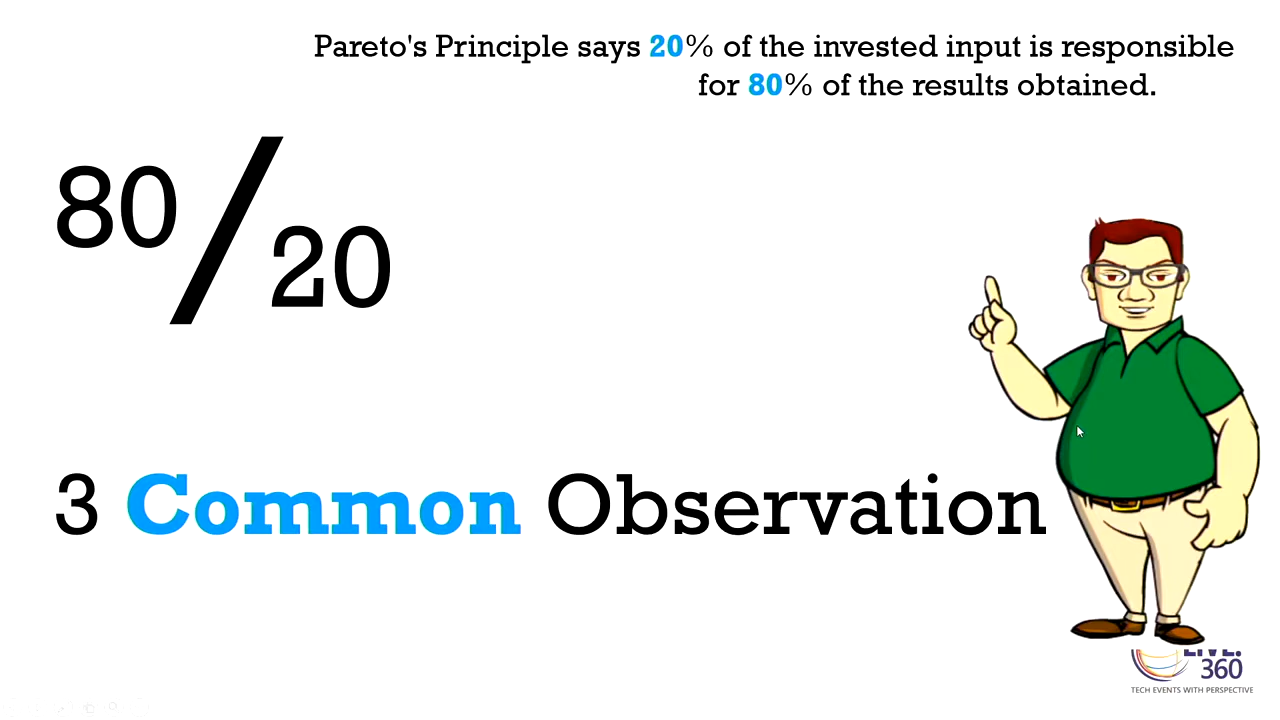 Pareto's Principle says 20% of the invested input is responsible
for 80% of the results obtained.
80/20
3 Common Observation
LIVE!
360
TECH EVENTS WITH PERSPECTIVE